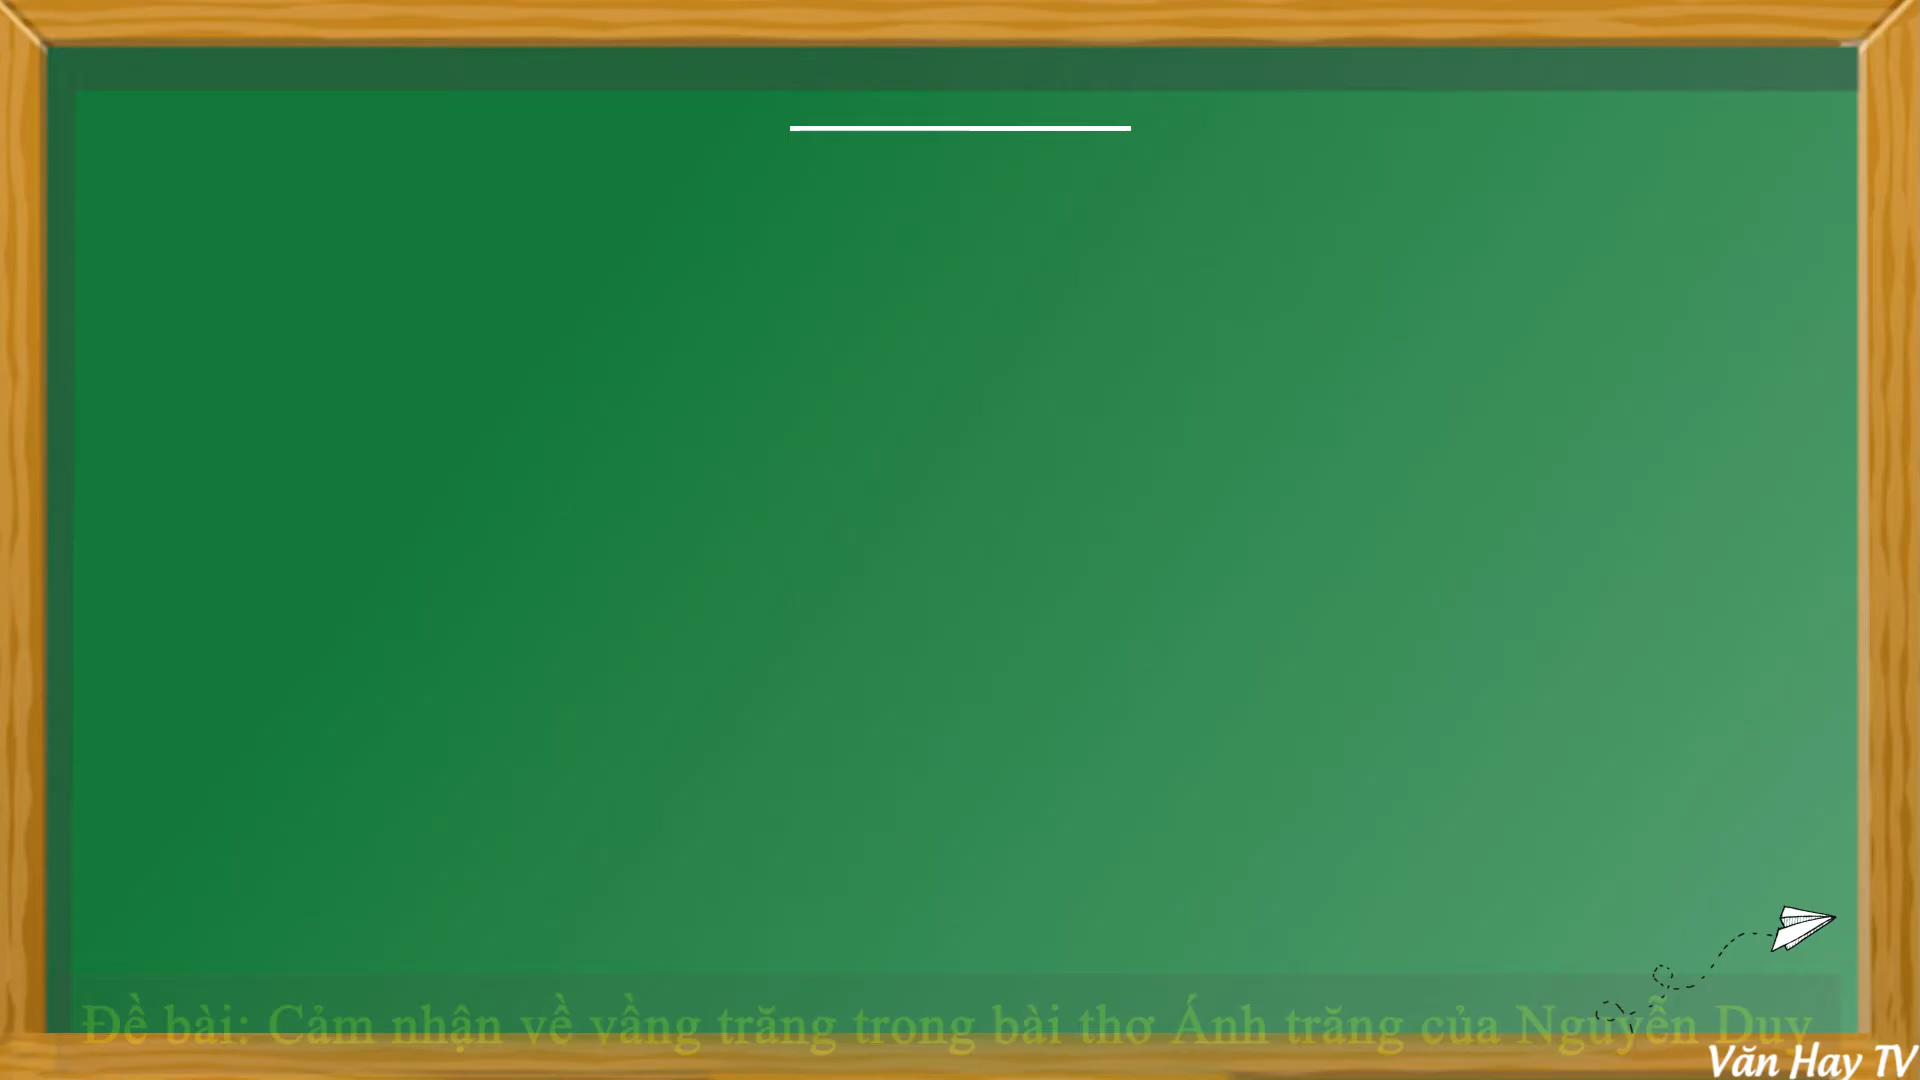 Đề bài: Cảm nhận về vầng trăng trong bài thơ Ánh trăng của Nguyễn Duy
Văn Hay TV